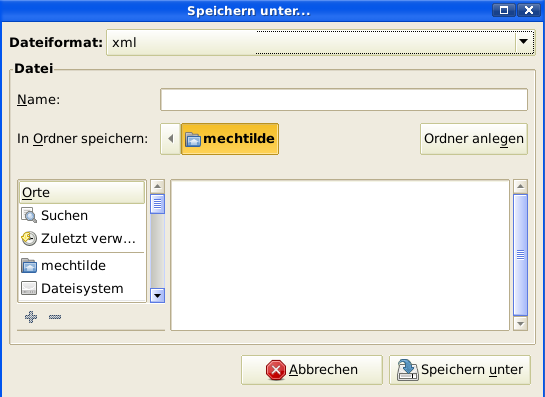 Speichern unter...
Dateiformat: xml
Datei
Name:
In Ordner speichern: mechtilde Ordner anlegen
Orte
Suchen
Zuletzt verw...
mechtilde
Dateisystem
Abbrechen Speichern unter